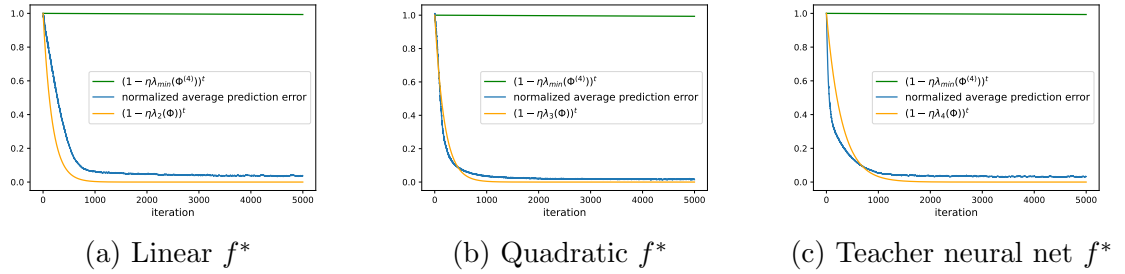 1.0
0.8
0.6
0.4
0.2
0.0
(1 − ηλ_min(Φ^(4)))^t
normalized average prediction error
(1 − ηλ_2(Φ))^t
0 1000 2000 3000 4000 5000
iteration
(a) Linear f*
1.0
0.8
0.6
0.4
0.2
0.0
(1 − ηλ_min(Φ^(4)))^t
normalized average prediction error
(1 − ηλ_3(Φ))^t
0 1000 2000 3000 4000 5000
iteration
(b) Quadratic f*
1.0
0.8
0.6
0.4
0.2
0.0
(1 − ηλ_min(Φ^(4)))^t
normalized average prediction error
(1 − ηλ_4(Φ))^t
0 1000 2000 3000 4000 5000
iteration
(c) Teacher neural net f*